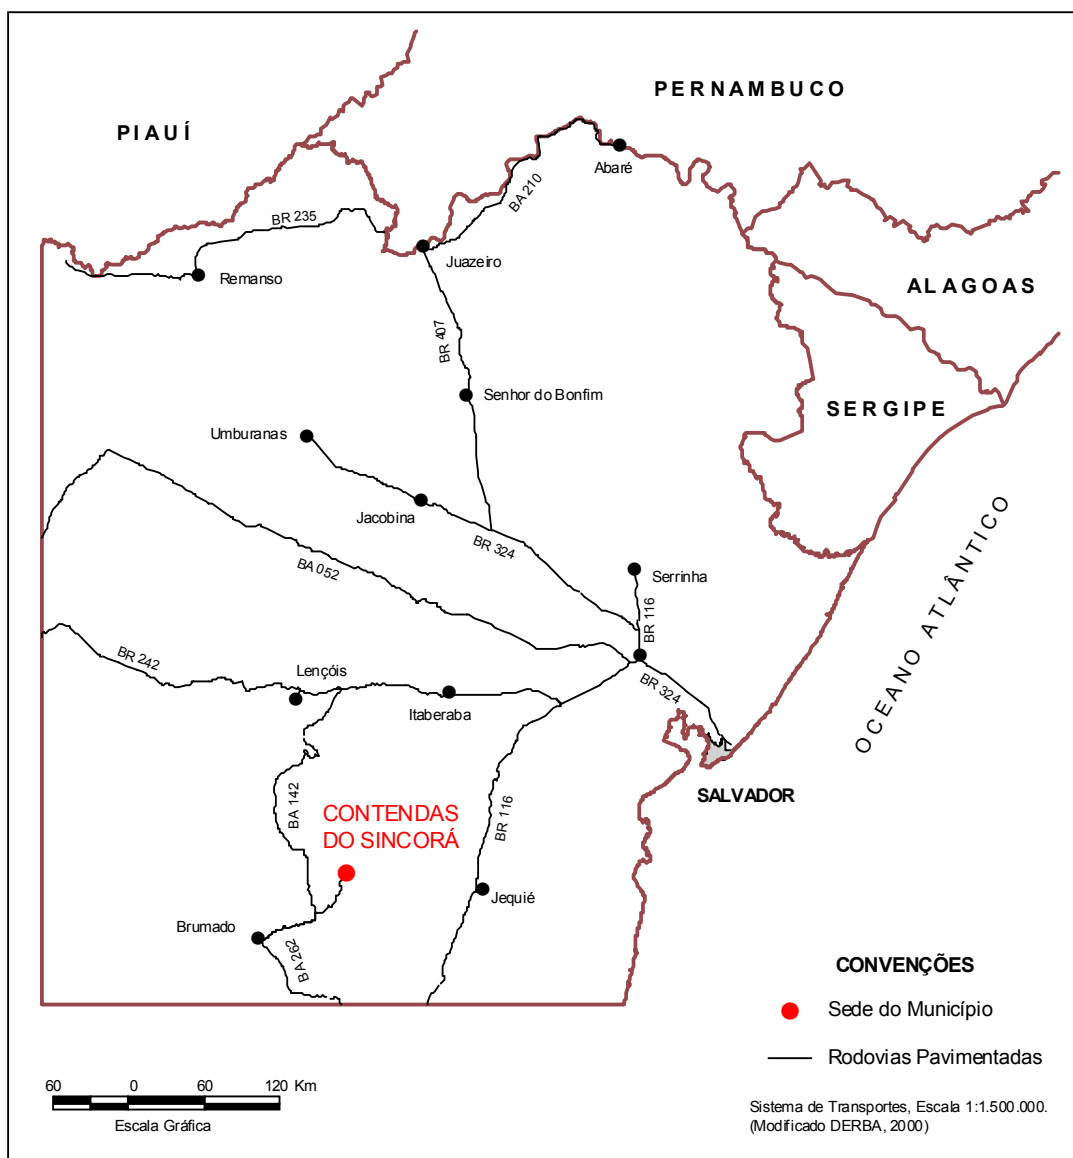 PERNAMBUCO
PIAUÍ
Abaré
BA 210
BR 235
Juazeiro
Remanso
ALAGOAS
BR 407
Senhor do Bonfim
SERGIPE
Umburanas
Jacobina
BR 324
OCEANO ATLÂNTICO
BA 052
Serrinha
BR 116
BR 242
Lençóis
BR 324
Itaberaba
SALVADOR
BA 142
CONTENDAS
DO SINCORÁ
BR 116
Jequié
Brumado
BA 262
CONVENÇÕES
Sede do Município
Rodovias Pavimentadas
60 0 60 120 Km
Escala Gráfica
Sistema de Transportes, Escala 1:1.500.000.
(Modificado DERBA, 2000)